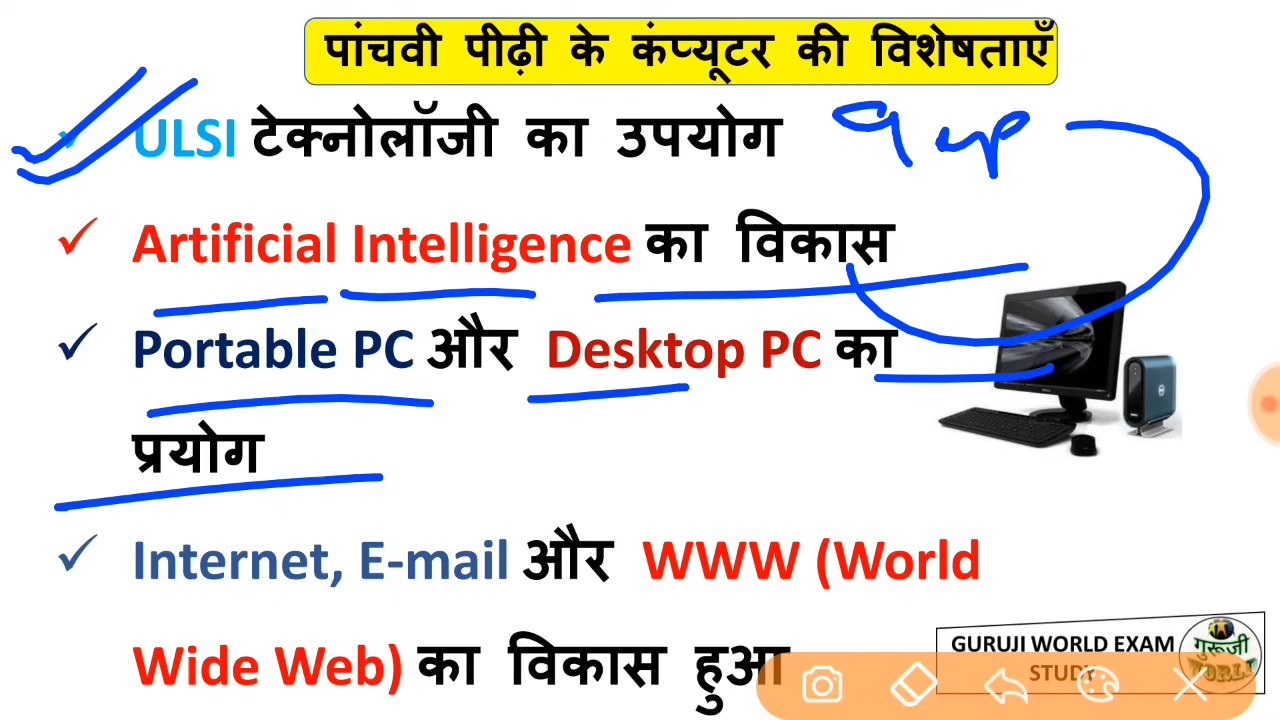 पांचवी पीढ़ी के कंप्यूटर की विशेषताएँ
ULSI टेक्नोलॉजी का उपयोग
Artificial Intelligence का विकास
Portable PC और Desktop PC का
प्रयोग
Internet, E-mail और WWW (World
Wide Web) का विकास हुआ
GURUJI WORLD EXAM
STUDY
गुरूजी
WORLD